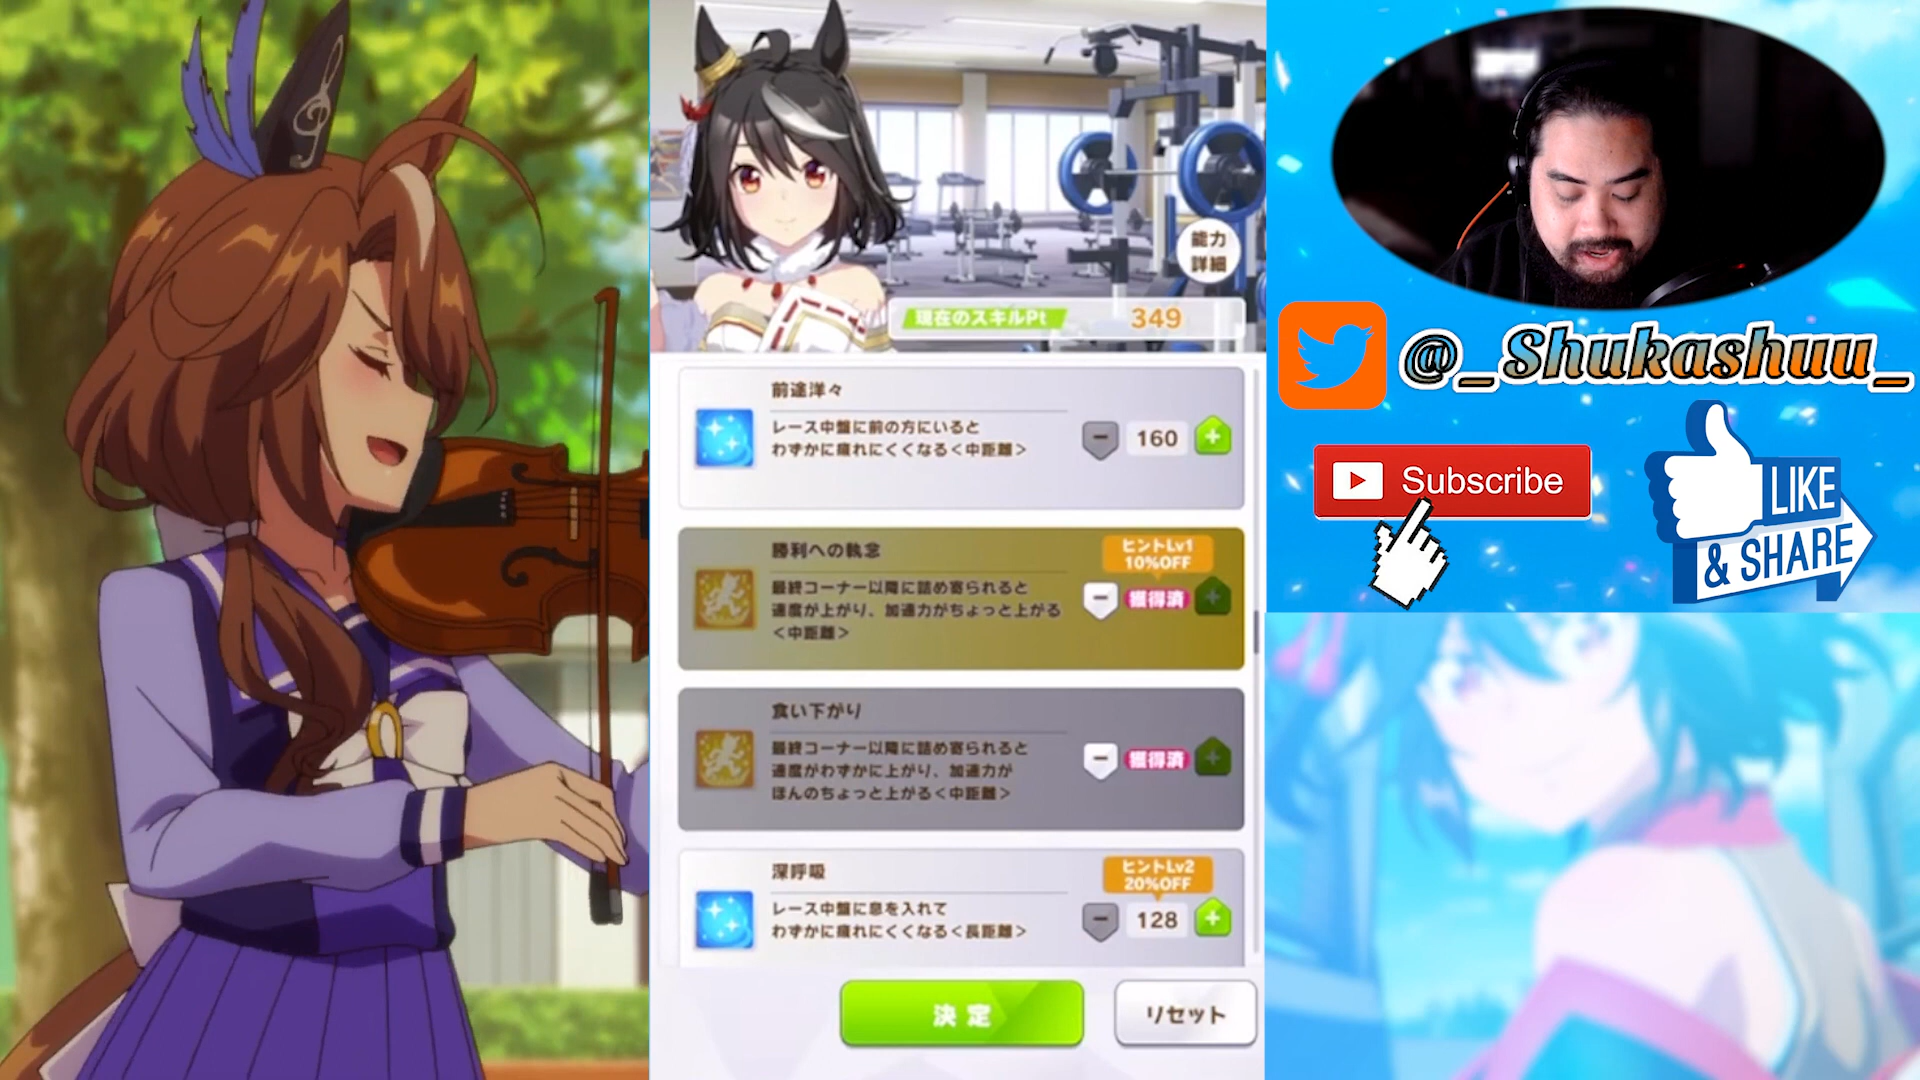 能力
詳細
現在のスキルPt 349
前途洋々
レース中盤に前の方にいると
わずかに疲れにくくなる<中距離>
160
勝利への執念
ヒントLv1
10%OFF
最終コーナー以降に詰め寄られると
速度が上がり、加速力がちょっと上がる
<中距離>
獲得済
食い下がり
最終コーナー以降に詰め寄られると
速度がわずかに上がり、加速力が
ほんのちょっと上がる<中距離>
獲得済
深呼吸
ヒントLv2
20%OFF
レース中盤に息を入れて
わずかに疲れにくくなる<長距離>
128
決定
リセット
@_Shukashuu_
Subscribe
LIKE
& SHARE